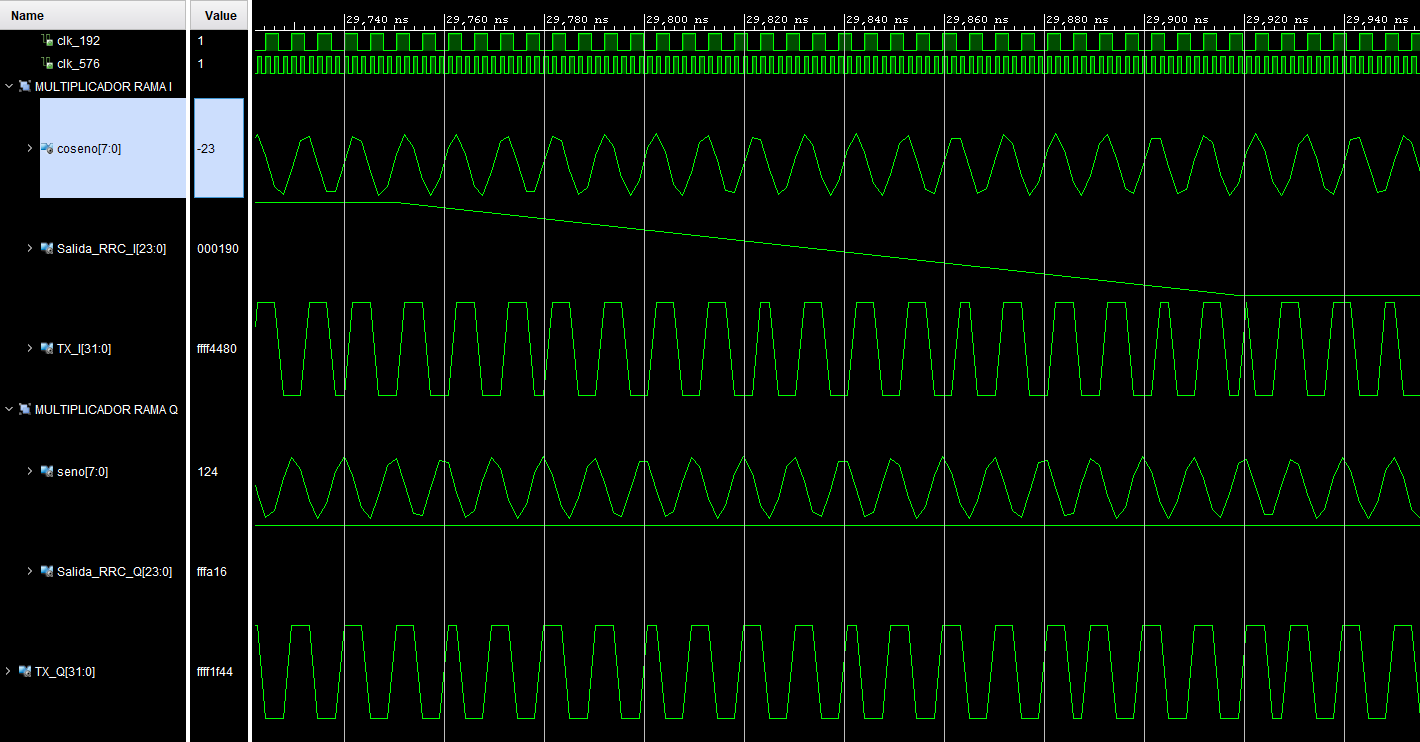 Name Value
29,740 ns 29,760 ns 29,780 ns 29,800 ns 29,820 ns 29,840 ns 29,860 ns 29,880 ns 29,900 ns 29,920 ns 29,940 ns
clk_192 1
clk_576 1
MULTIPLICADOR RAMA I
coseno[7:0] -23
Salida_RRC_I[23:0] 000190
TX_I[31:0] ffff4480
MULTIPLICADOR RAMA Q
seno[7:0] 124
Salida_RRC_Q[23:0] fffa16
TX_Q[31:0] ffff1f44